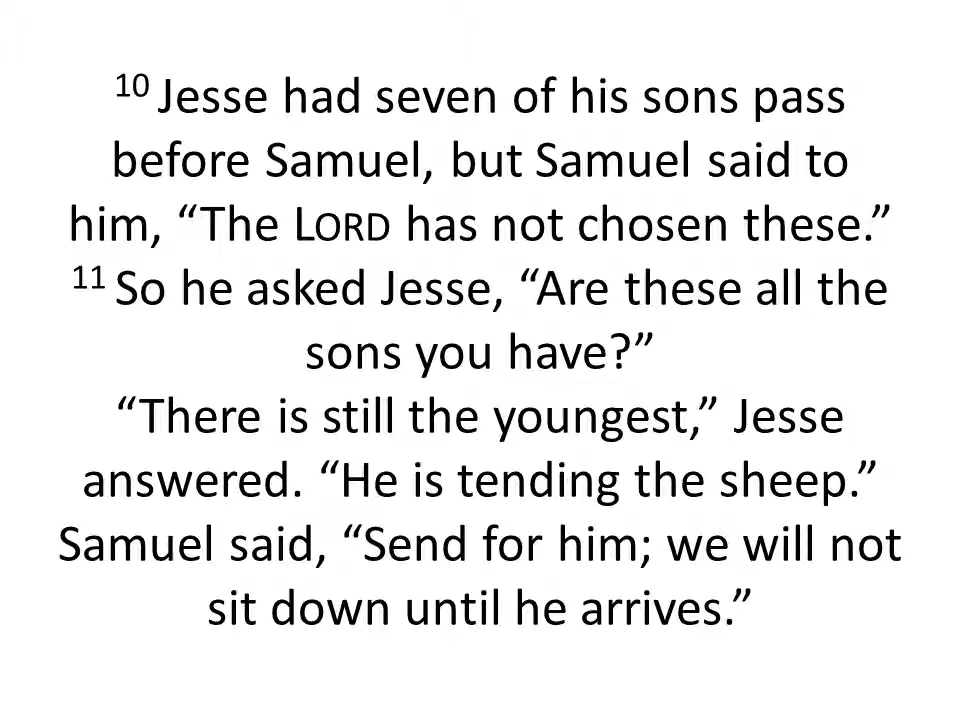 10 Jesse had seven of his sons pass
before Samuel, but Samuel said to
him, “The LORD has not chosen these.”
11 So he asked Jesse, “Are these all the
sons you have?”
“There is still the youngest,” Jesse
answered. “He is tending the sheep.”
Samuel said, “Send for him; we will not
sit down until he arrives.”